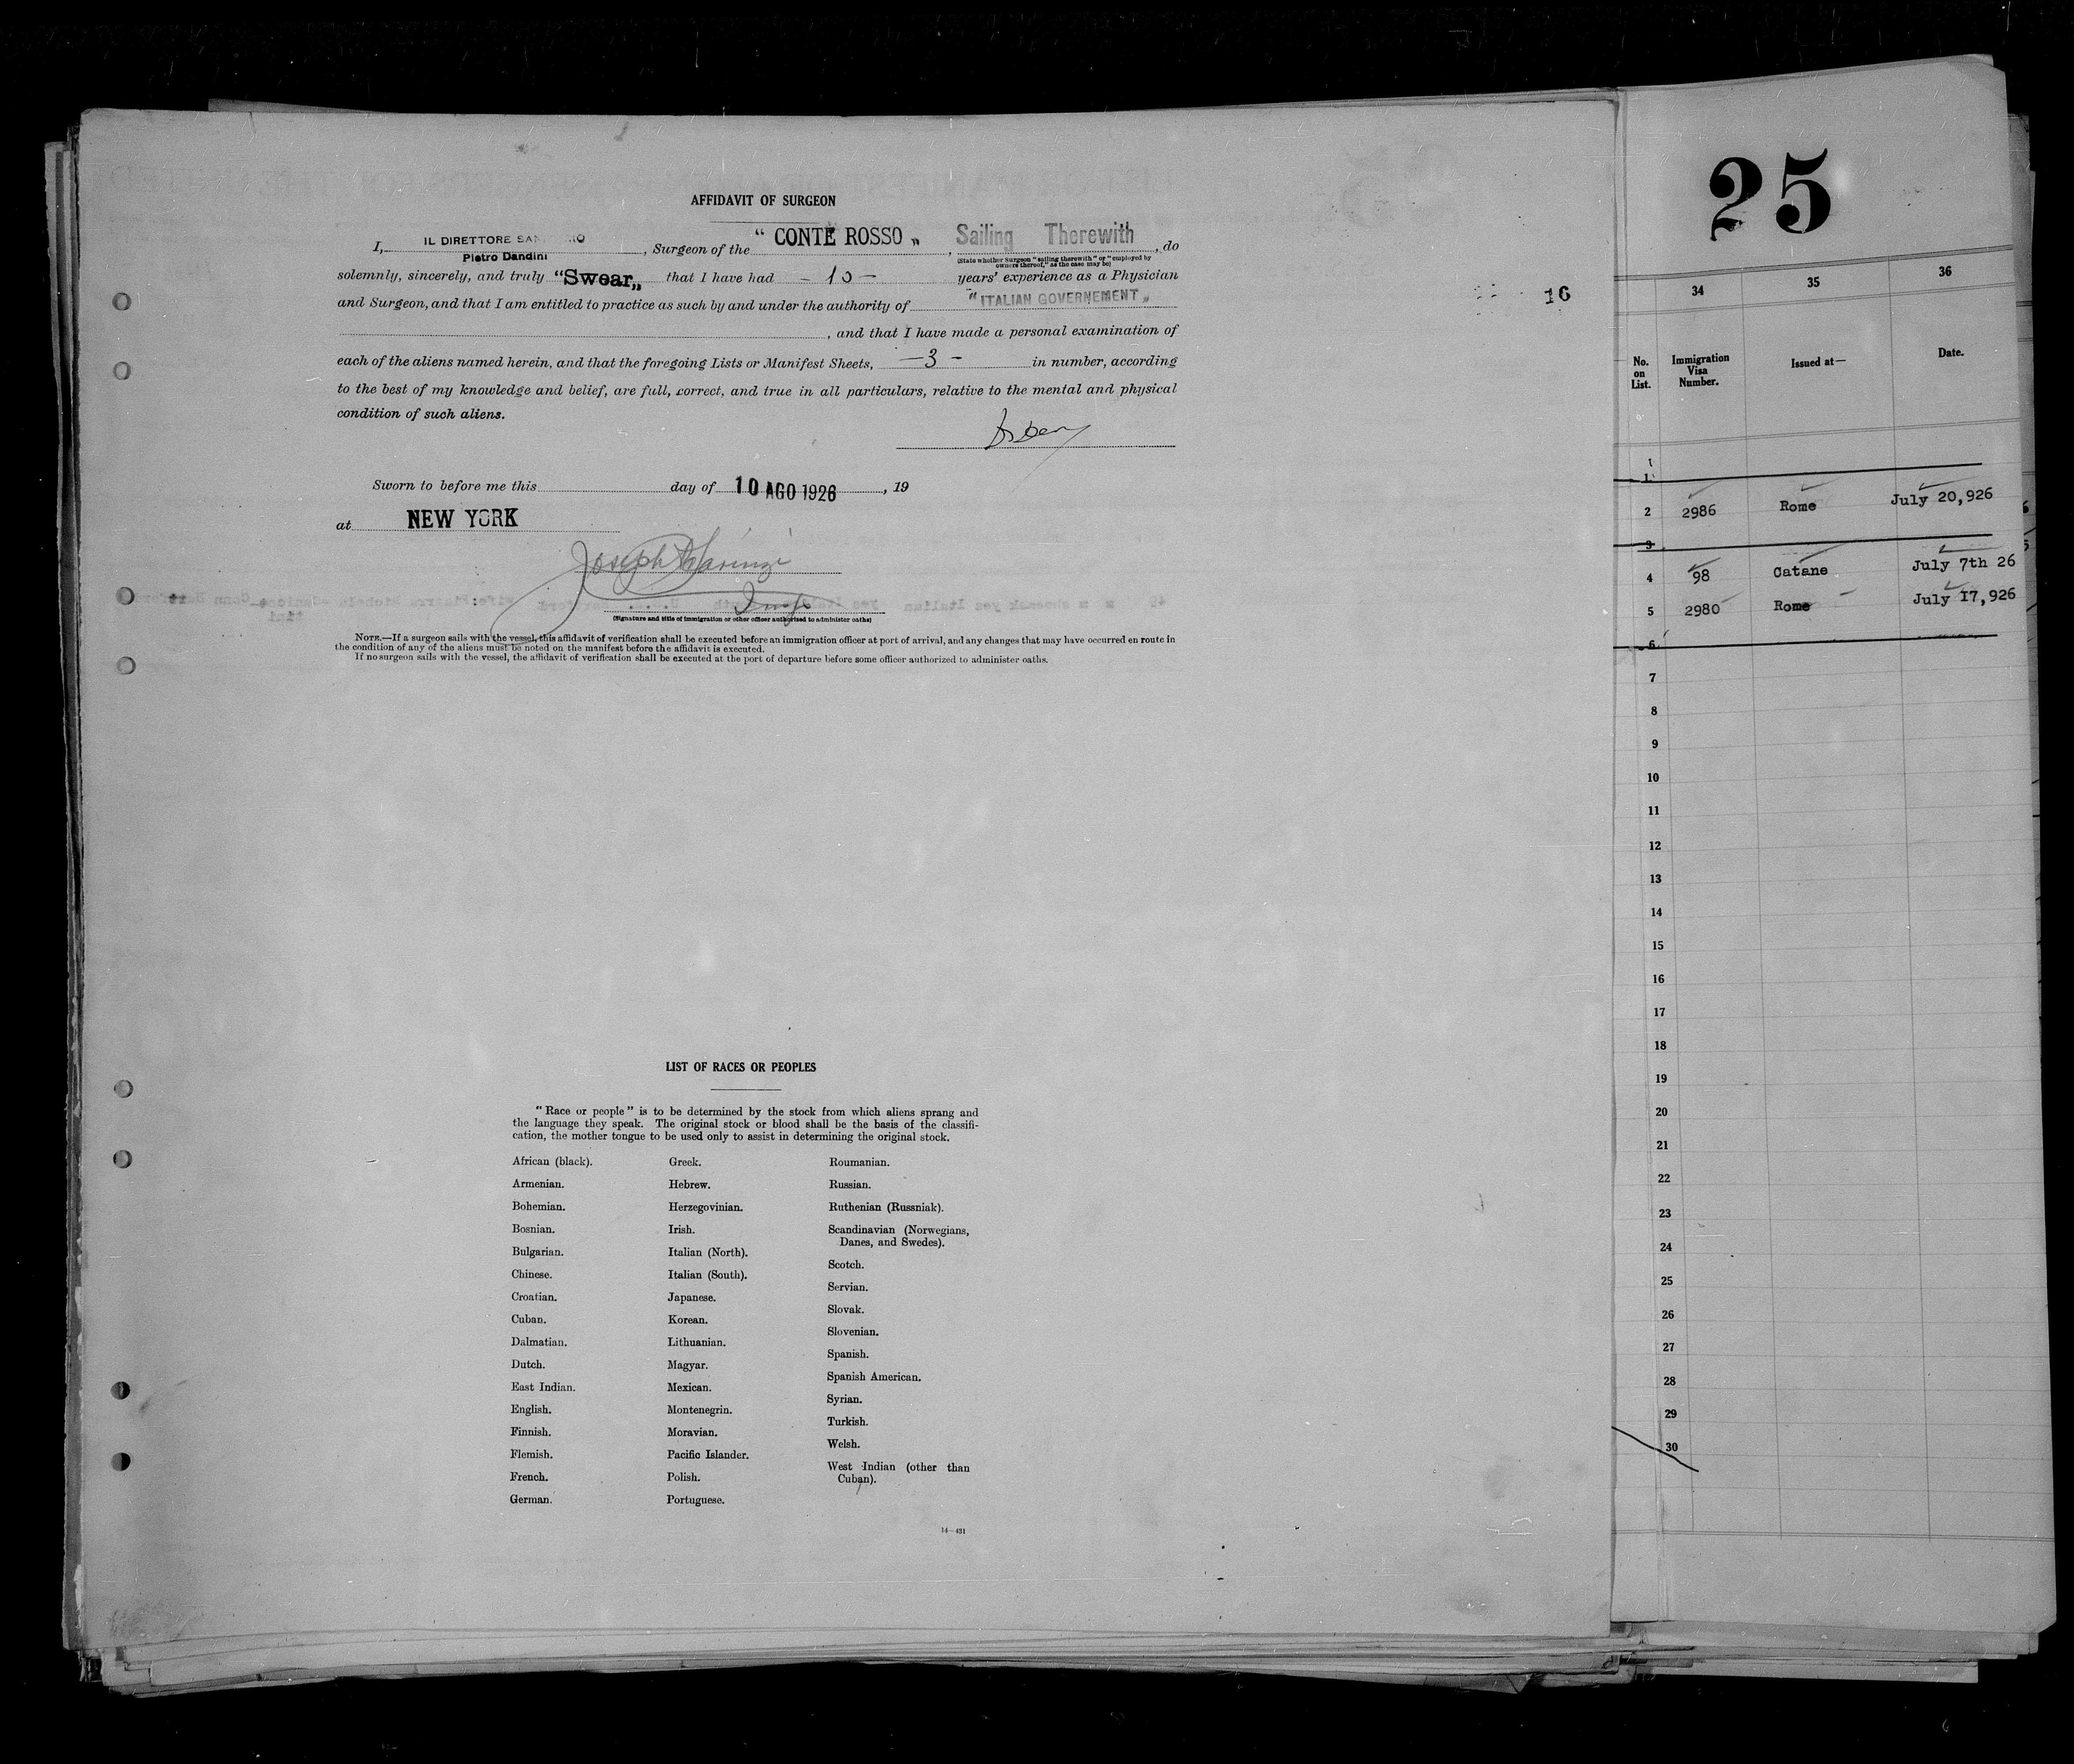 AFFIDAVIT OF SURGEON
I, IL DIRETTORE , Surgeon of the “ CONTE ROSSO „ , Sailing Therewith , do
Pietro Dandini
(State whether Surgeon “sailing therewith” or “employed by
owners thereof,” as the case may be)
solemnly, sincerely, and truly “Swear„ that I have had – 10 – years’ experience as a Physician
and Surgeon, and that I am entitled to practice as such by and under the authority of “ITALIAN GOVERNEMENT„
, and that I have made a personal examination of
each of the aliens named herein, and that the foregoing Lists or Manifest Sheets, —3 – in number, according
to the best of my knowledge and belief, are full, correct, and true in all particulars, relative to the mental and physical
condition of such aliens.
Sworn to before me this day of 10 AGO 1926, 19
at NEW YORK
Joseph
(Signature and title of immigration or other officer authorized to administer oaths)
NOTE.—If a surgeon sails with the vessel, this affidavit of verification shall be executed before an immigration officer at port of arrival, and any changes that may have occurred en route in
the condition of any of the aliens must be noted on the manifest before the affidavit is executed.
If no surgeon sails with the vessel, the affidavit of verification shall be executed at the port of departure before some officer authorized to administer oaths.
16
LIST OF RACES OR PEOPLES
“Race or people” is to be determined by the stock from which aliens sprang and
the language they speak. The original stock or blood shall be the basis of the classifi-
cation, the mother tongue to be used only to assist in determining the original stock.
African (black).
Armenian.
Bohemian.
Bosnian.
Bulgarian.
Chinese.
Croatian.
Cuban.
Dalmatian.
Dutch.
East Indian.
English.
Finnish.
Flemish.
French.
German.
Greek.
Hebrew.
Herzegovinian.
Irish.
Italian (North).
Italian (South).
Japanese.
Korean.
Lithuanian.
Magyar.
Mexican.
Montenegrin.
Moravian.
Pacific Islander.
Polish.
Portuguese.
Roumanian.
Russian.
Ruthenian (Russniak).
Scandinavian (Norwegians,
Danes, and Swedes).
Scotch.
Servian.
Slovak.
Slovenian.
Spanish.
Spanish American.
Syrian.
Turkish.
Welsh.
West Indian (other than
Cuban).
14—431
25
34 35 36
No. on List. Immigration Visa Number. Issued at— Date.
1
2 2986 Rome July 20,926
3
4 98 Catane July 7th 26
5 2980 Rome July 17,926
6
7
8
9
10
11
12
13
14
15
16
17
18
19
20
21
22
23
24
25
26
27
28
29
30